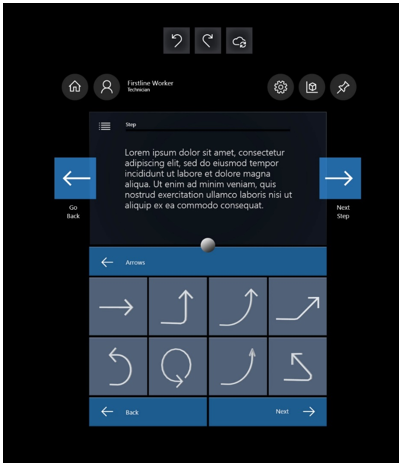 Firstline Worker
Technician
Step
Lorem ipsum dolor sit amet, consectetur
adipiscing elit, sed do eiusmod tempor
incididunt ut labore et dolore magna
aliqua. Ut enim ad minim veniam, quis
nostrud exercitation ullamco laboris nisi ut
aliquip ex ea commodo consequat.
Go
Back
Next
Step
Arrows
Back
Next